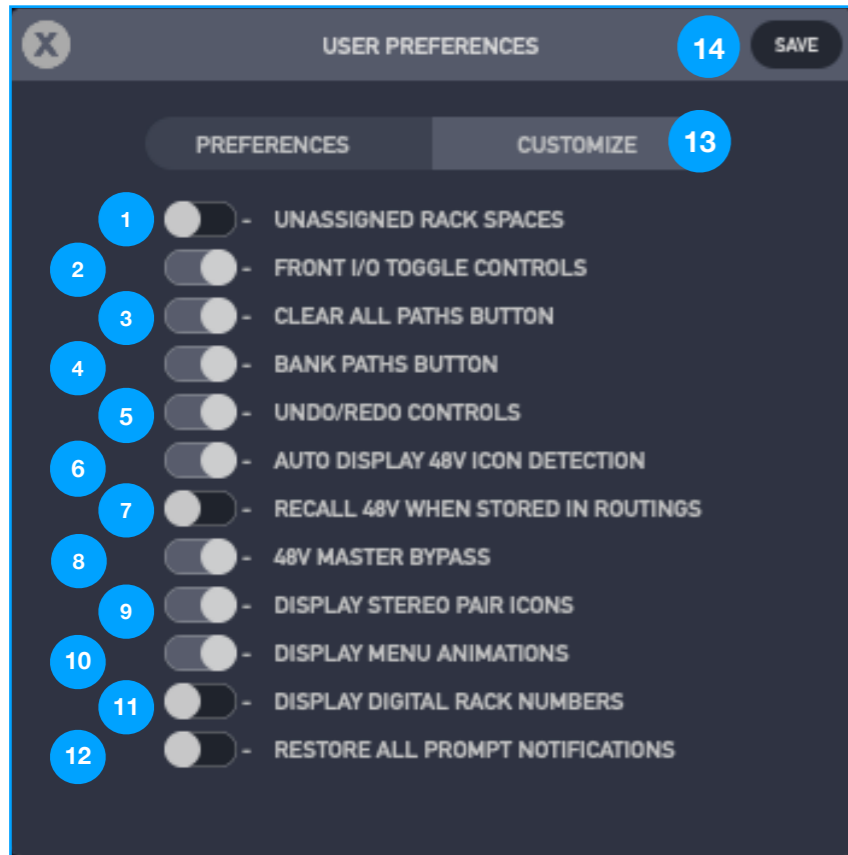 X USER PREFERENCES 14 SAVE
PREFERENCES CUSTOMIZE 13
1 - UNASSIGNED RACK SPACES
2 - FRONT I/O TOGGLE CONTROLS
3 - CLEAR ALL PATHS BUTTON
4 - BANK PATHS BUTTON
5 - UNDO/REDO CONTROLS
6 - AUTO DISPLAY 48V ICON DETECTION
7 - RECALL 48V WHEN STORED IN ROUTINGS
8 - 48V MASTER BYPASS
9 - DISPLAY STEREO PAIR ICONS
10 - DISPLAY MENU ANIMATIONS
11 - DISPLAY DIGITAL RACK NUMBERS
12 - RESTORE ALL PROMPT NOTIFICATIONS